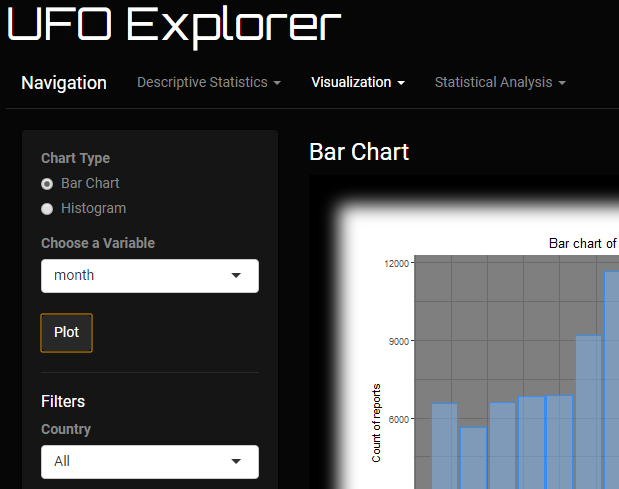 UFO Explorer
Navigation Descriptive Statistics Visualization Statistical Analysis
Chart Type
Bar Chart
Histogram
Choose a Variable
month
Plot
Filters
Country
All
Bar Chart
Bar chart of
12000
9000
6000
Count of reports